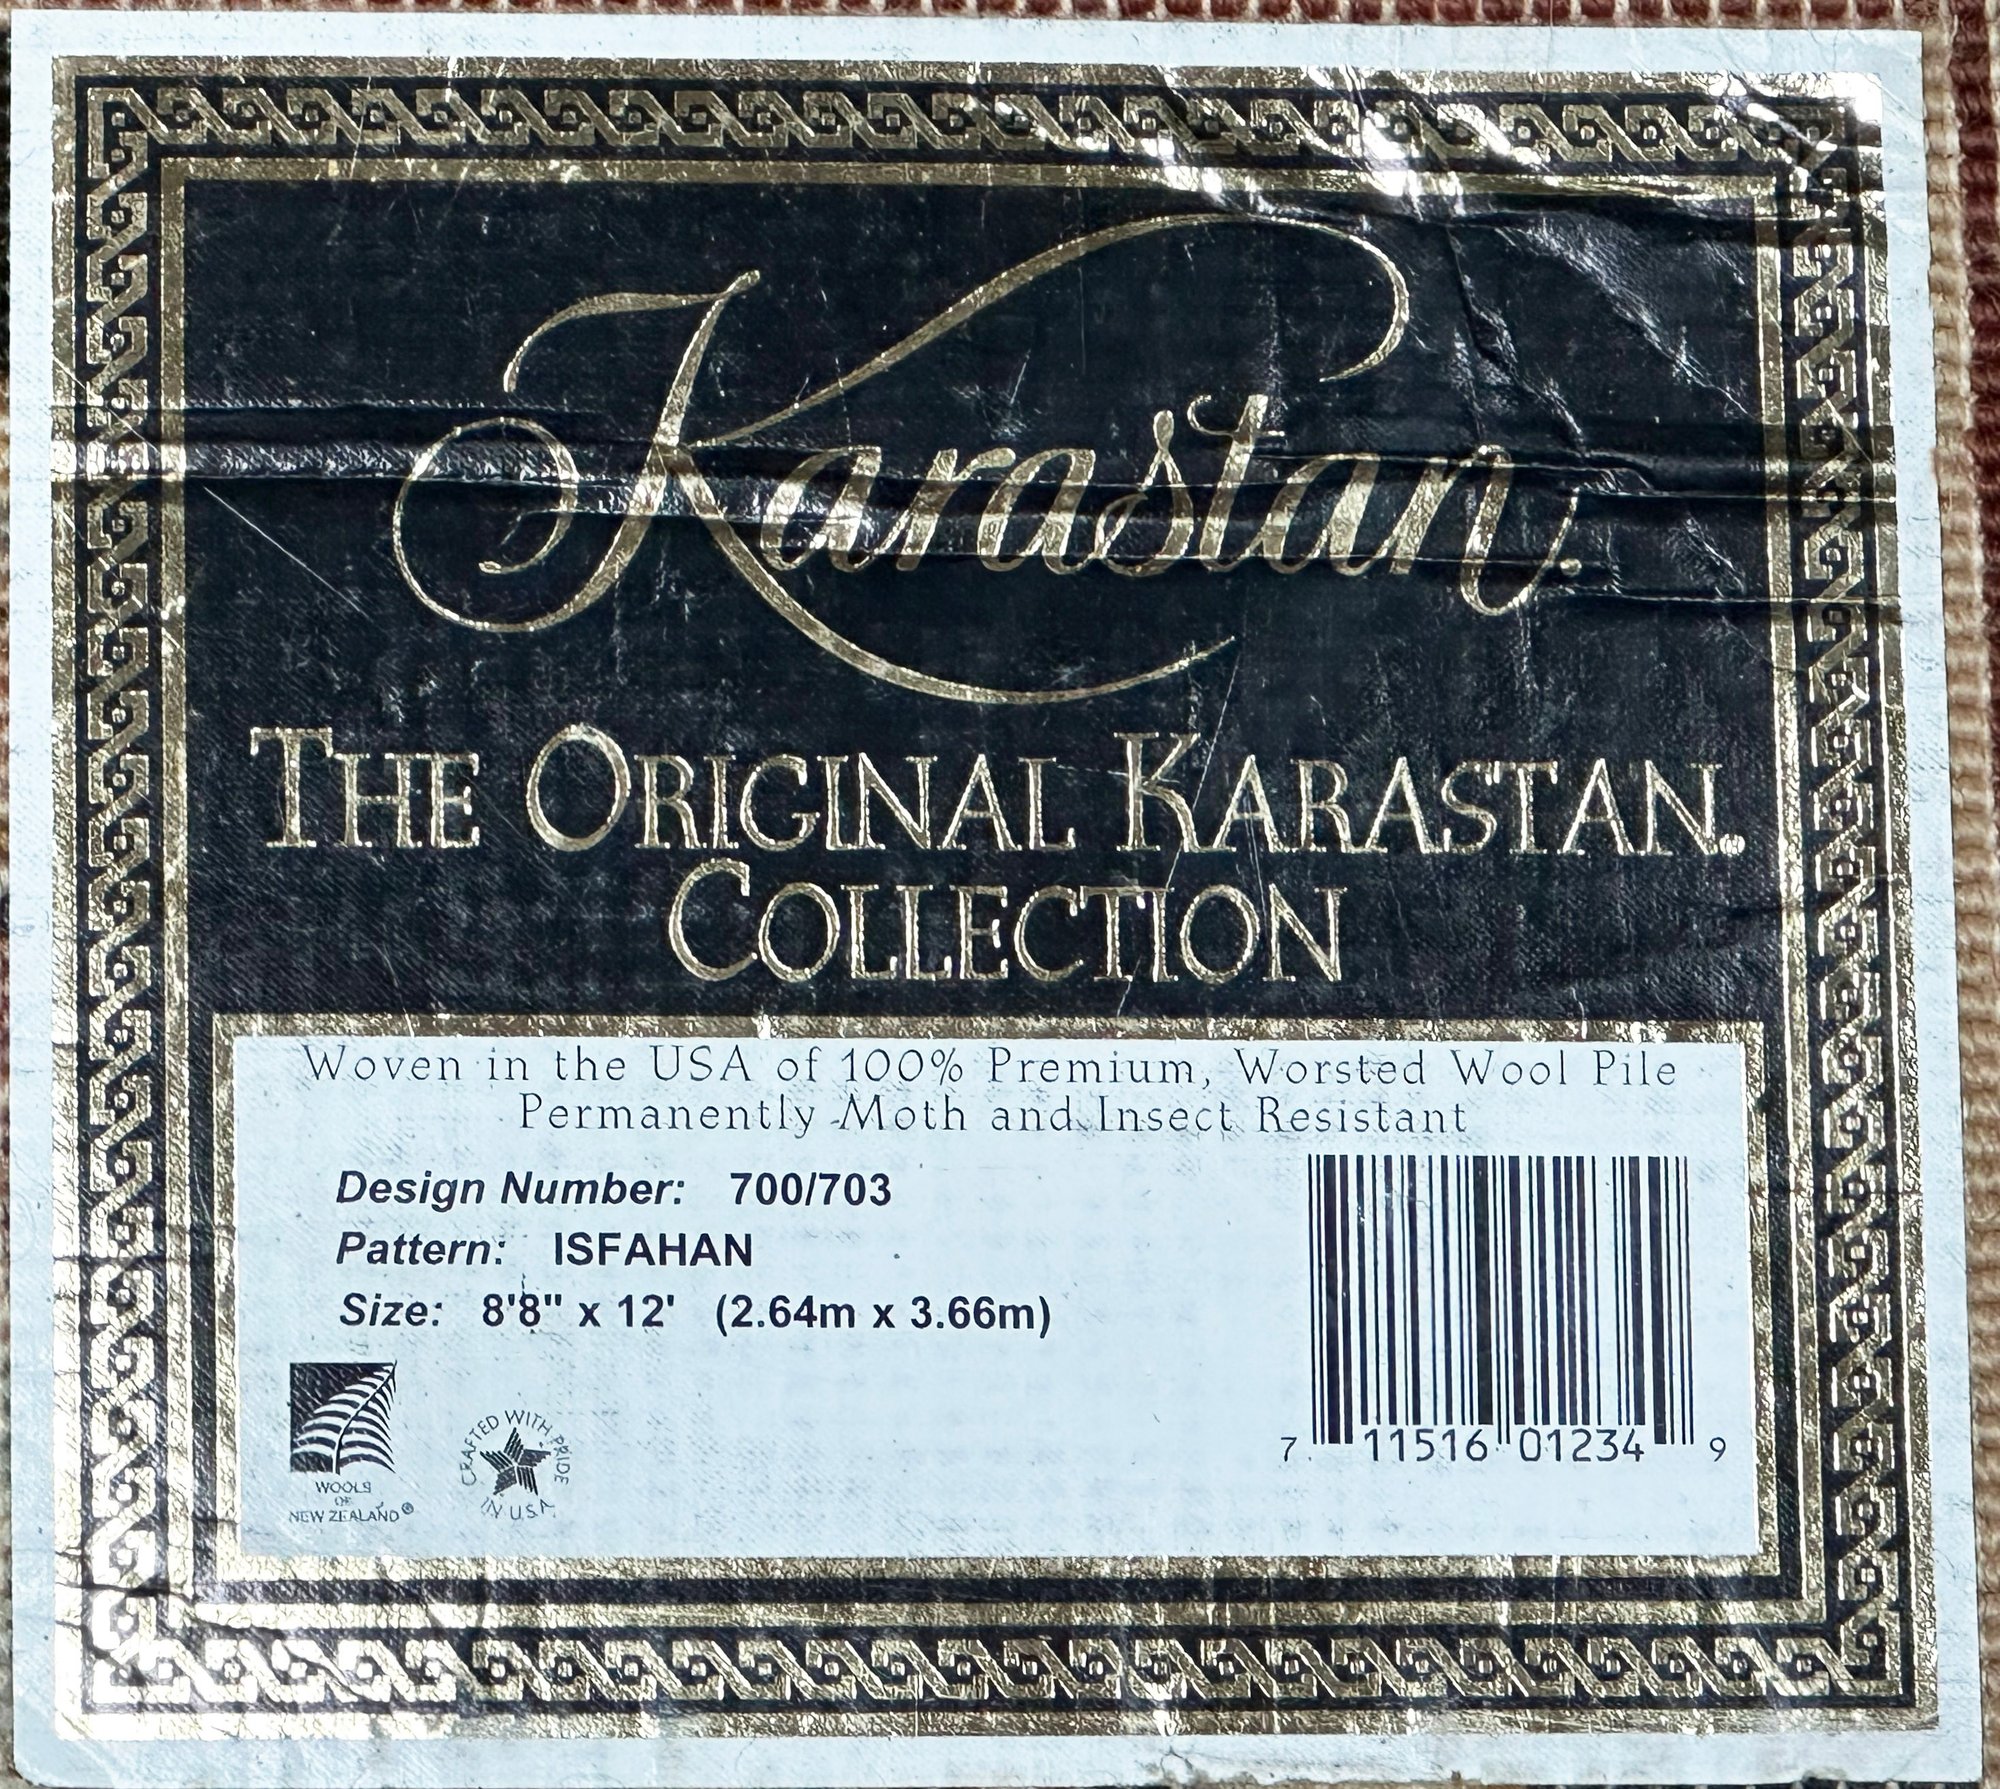 Karastan.
THE ORIGINAL KARASTAN®
COLLECTION
Woven in the USA of 100% Premium, Worsted Wool Pile
Permanently Moth and Insect Resistant
Design Number: 700/703
Pattern: ISFAHAN
Size: 8'8" x 12' (2.64m x 3.66m)
WOOLS
OF
NEW ZEALAND®
CRAFTED WITH PRIDE
IN U.S.A.
7 11516 01234 9